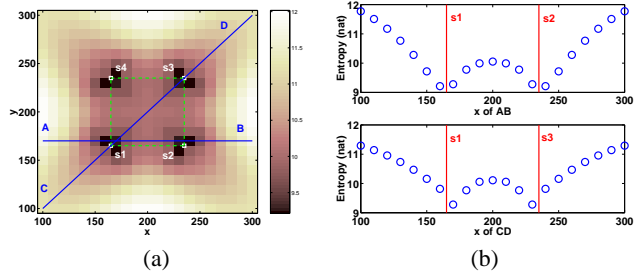 300
250
200
150
100
y
100 150 200 250 300
x
A
B
C
D
s4
s3
s1
s2
12
11.5
11
10.5
10
9.5
(a)
12
11
10
9
Entropy (nat)
s1
s2
100 150 200 250 300
x of AB
12
11
10
9
Entropy (nat)
s1
s3
100 150 200 250 300
x of CD
(b)